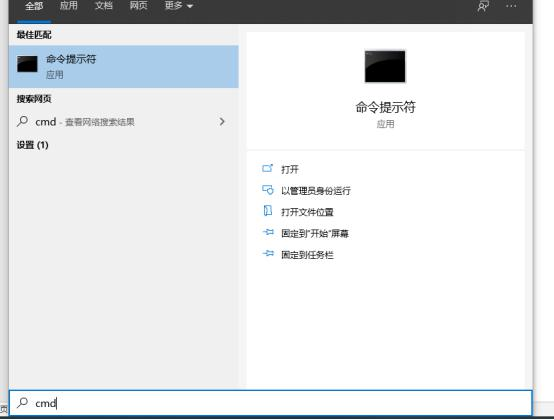 全部 应用 文档 网页 更多
最佳匹配
命令提示符
应用
搜索网页
cmd - 查看网络搜索结果
设置 (1)
命令提示符
应用
打开
以管理员身份运行
打开文件位置
固定到"开始"屏幕
固定到任务栏
页
cmd